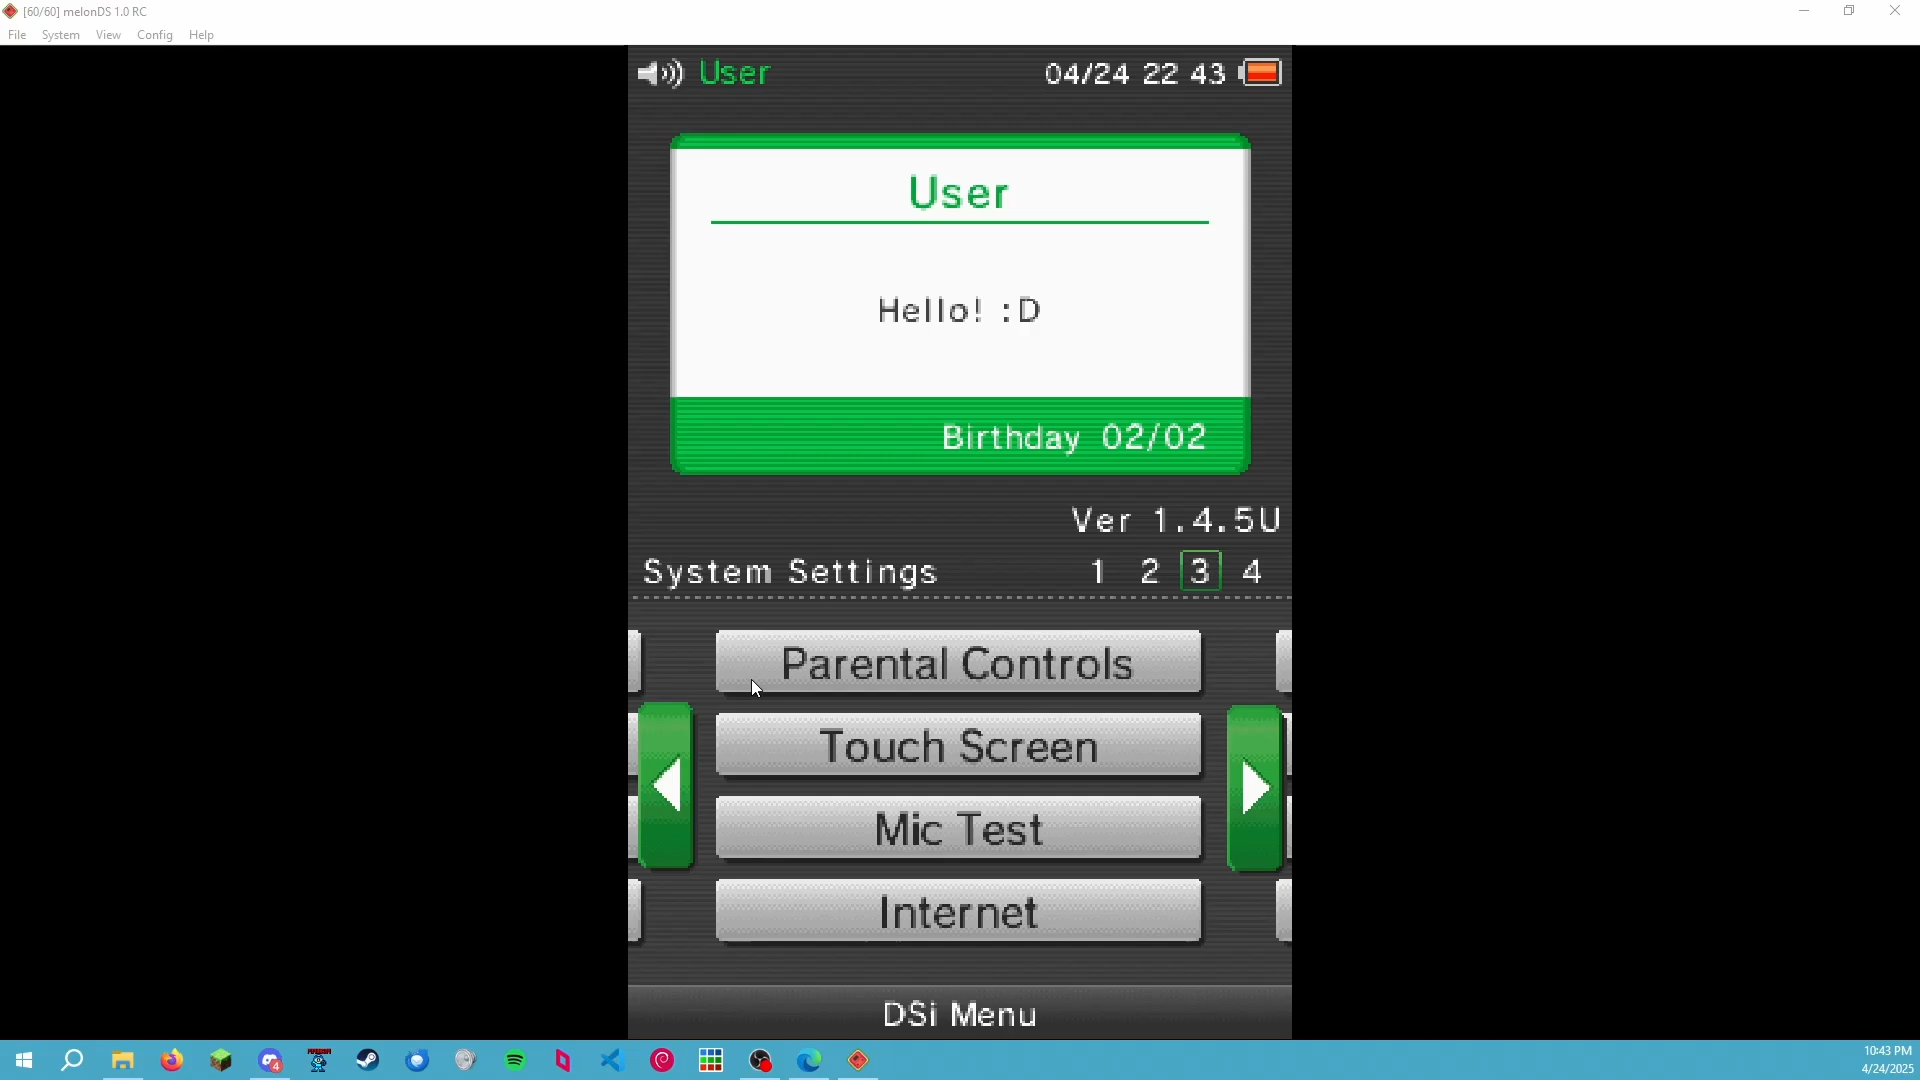 [60/60] melonDS 1.0 RC
File System View Config Help
User 04/24 22 43
User
Hello! :D
Birthday 02/02
Ver 1.4.5U
System Settings 1 2 3 4
Parental Controls
Touch Screen
Mic Test
Internet
DSi Menu
4
10:43 PM
4/24/2025